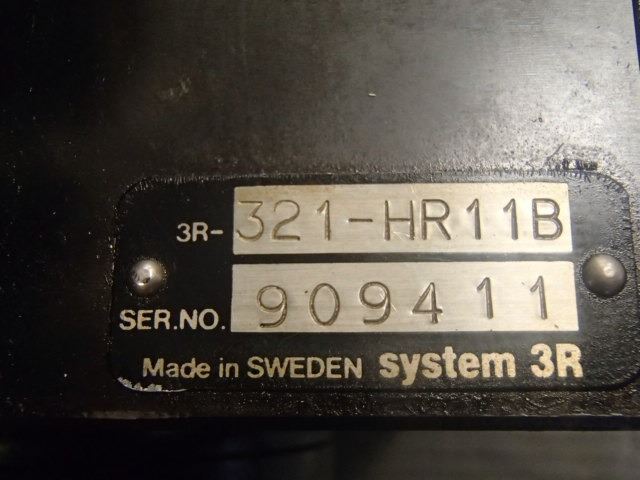 3R-321-HR11B
SER.NO. 909411
Made in SWEDEN system 3R